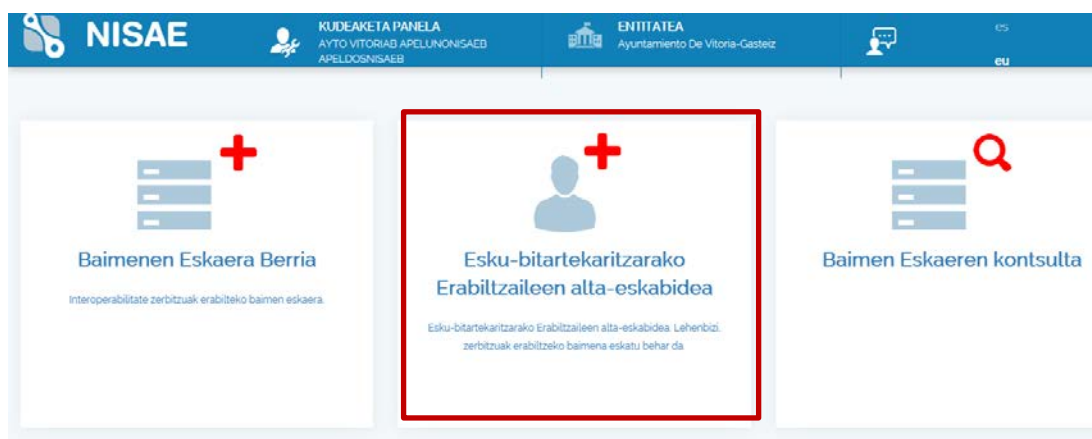 NISAE
KUDEAKETA PANELA
AYTO VITORIAB APELUNONISAEB
APELDOSNISAEB
ENTITATEA
Ayuntamiento De Vitoria-Gasteiz
es
eu
Baimenen Eskaera Berria
Interoperabilitate zerbitzuak erabilteko baimen eskaera.
Esku-bitartekaritzarako
Erabiltzaileen alta-eskabidea
Esku-bitartekaritzarako Erabiltzaileen alta-eskabidea. Lehenbizi,
zerbitzuak erabiltzeko baimena eskatu behar da
Baimen Eskaeren kontsulta